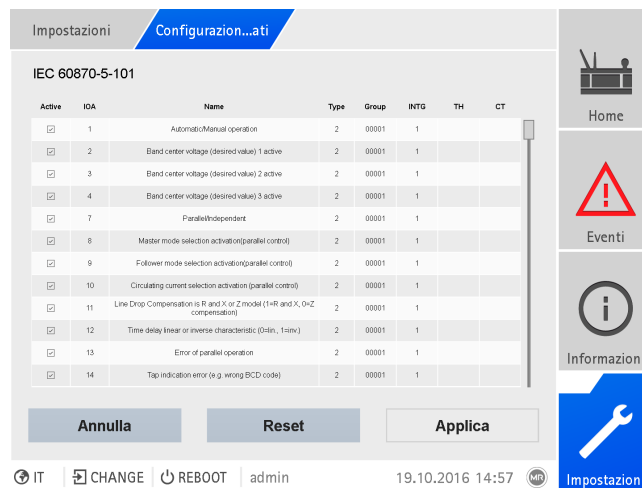 Impostazioni
Configurazion...ati
IEC 60870-5-101
Active IOA Name Type Group INTG TH CT
1 Automatic/Manual operation 2 00001 1
2 Band center voltage (desired value) 1 active 2 00001 1
3 Band center voltage (desired value) 2 active 2 00001 1
4 Band center voltage (desired value) 3 active 2 00001 1
7 Parallel/Independent 2 00001 1
8 Master mode selection activation(parallel control) 2 00001 1
9 Follower mode selection activation(parallel control) 2 00001 1
10 Circulating current selection activation (parallel control) 2 00001 1
11 Line Drop Compensation is R and X or Z model (1=R and X, 0=Z
compensation) 2 00001 1
12 Time delay linear or inverse characteristic (0=lin., 1=inv.) 2 00001 1
13 Error of parallel operation 2 00001 1
14 Tap indication error (e.g. wrong BCD code) 2 00001 1
Annulla Reset Applica
IT CHANGE REBOOT admin 19.10.2016 14:57 MR
Home
Eventi
Informazion
Impostazion